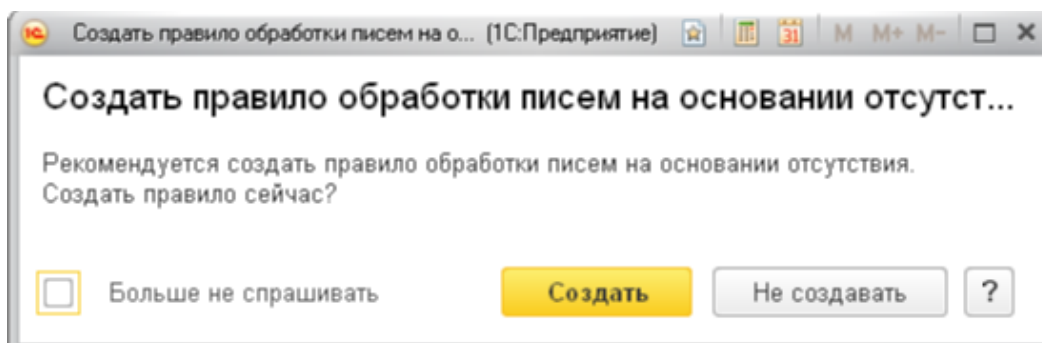 Создать правило обработки писем на о... (1С:Предприятие) 31 M M+ M-
Создать правило обработки писем на основании отсутст...
Рекомендуется создать правило обработки писем на основании отсутствия.
Создать правило сейчас?
Больше не спрашивать Создать Не создавать ?